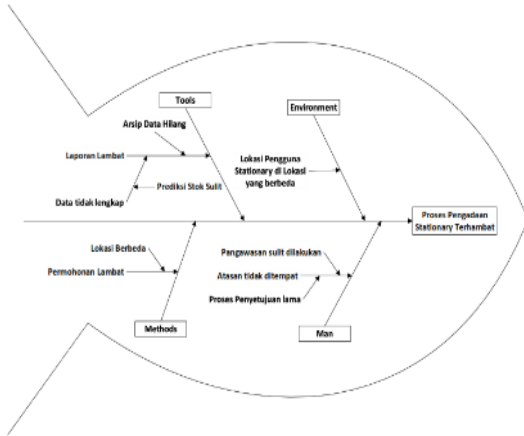 Tools
Environment
Arsip Data Hilang
Laporan Lambat
Lokasi Pengguna
Stationary di Lokasi
yang berbeda
Prediksi Stok Sulit
Data tidak lengkap
Proses Pengadaan
Stationary Terhambat
Lokasi Berbeda
Permohonan Lambat
Pangawasan sulit dilakukan
Atasan tidak ditempat
Proses Penyetujuan lama
Methods
Man